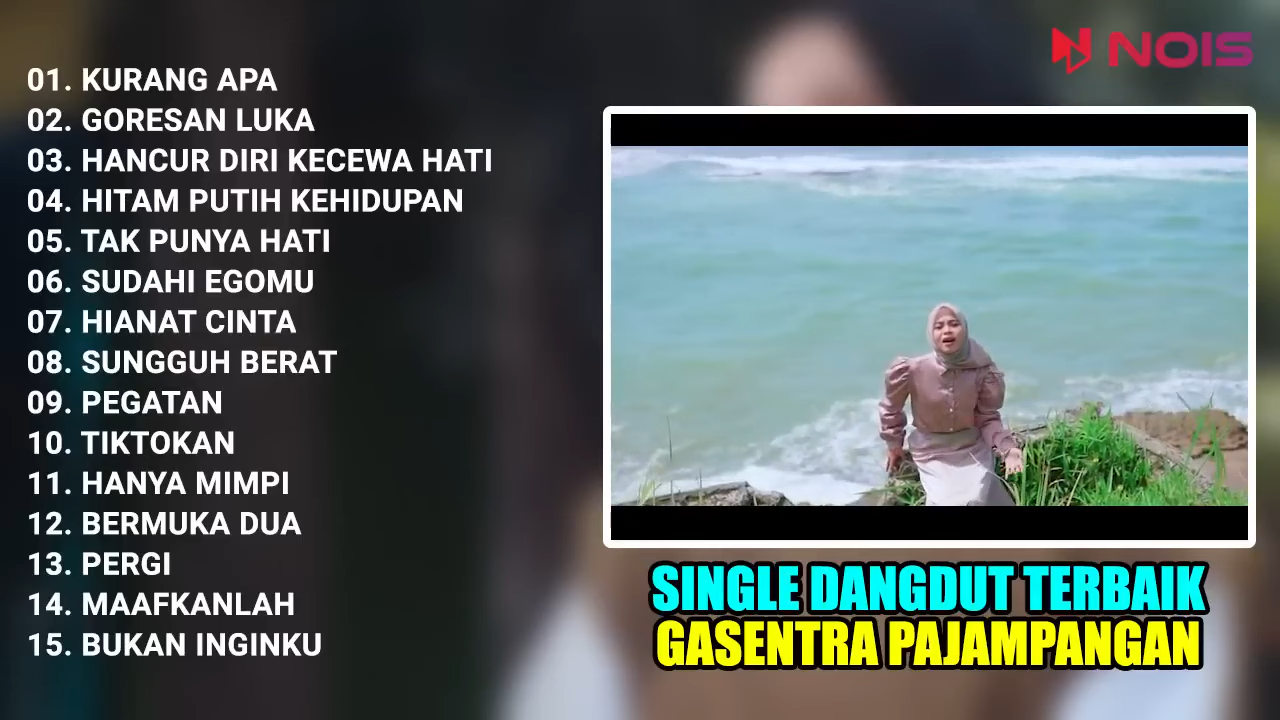 NOIS
01. KURANG APA
02. GORESAN LUKA
03. HANCUR DIRI KECEWA HATI
04. HITAM PUTIH KEHIDUPAN
05. TAK PUNYA HATI
06. SUDAHI EGOMU
07. HIANAT CINTA
08. SUNGGUH BERAT
09. PEGATAN
10. TIKTOKAN
11. HANYA MIMPI
12. BERMUKA DUA
13. PERGI
14. MAAFKANLAH
15. BUKAN INGINKU
SINGLE DANGDUT TERBAIK
GASENTRA PAJAMPANGAN